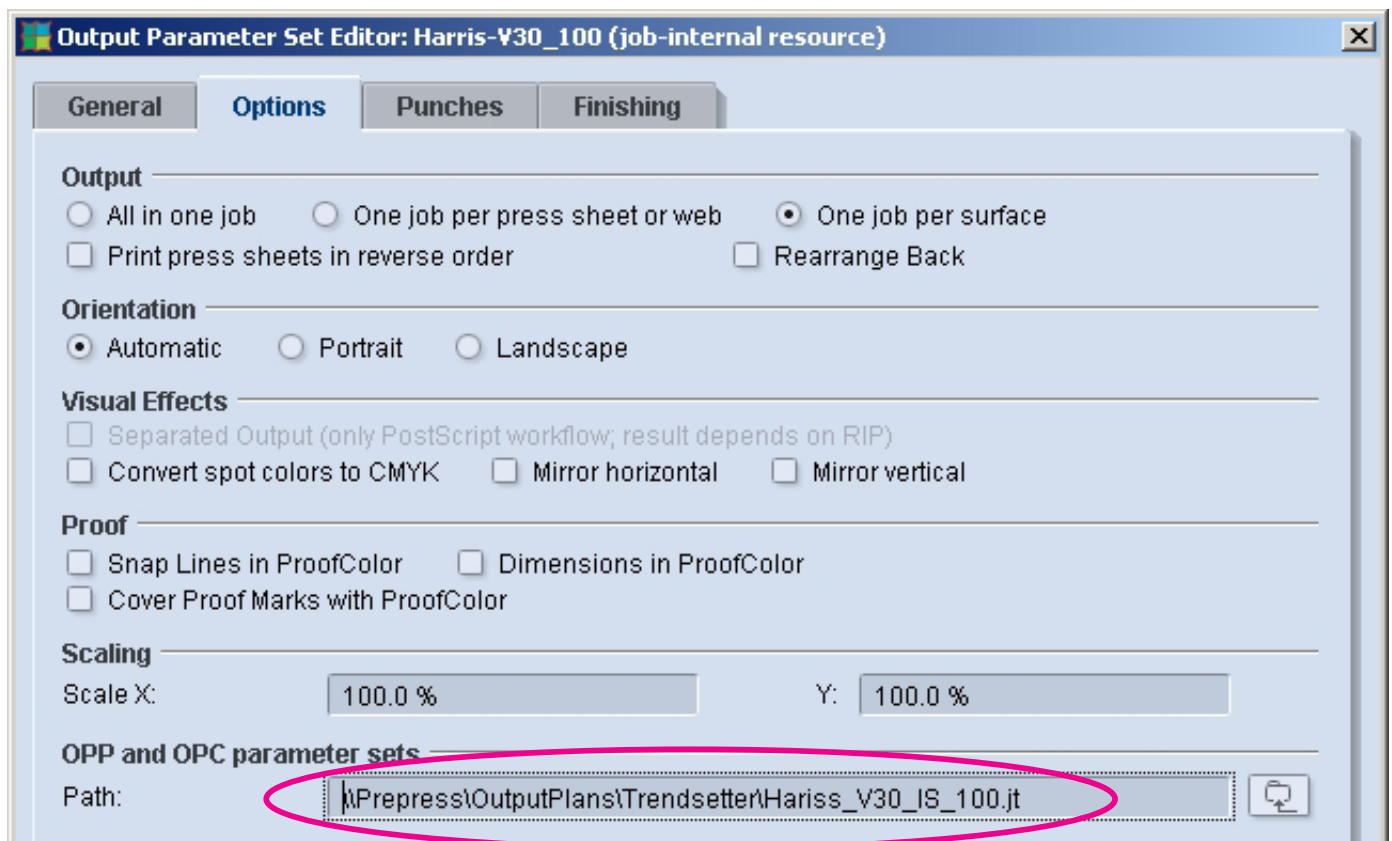 Output Parameter Set Editor: Harris-V30_100 (job-internal resource)
General Options Punches Finishing
Output
All in one job One job per press sheet or web One job per surface
Print press sheets in reverse order Rearrange Back
Orientation
Automatic Portrait Landscape
Visual Effects
Separated Output (only PostScript workflow; result depends on RIP)
Convert spot colors to CMYK Mirror horizontal Mirror vertical
Proof
Snap Lines in ProofColor Dimensions in ProofColor
Cover Proof Marks with ProofColor
Scaling
Scale X: 100.0 % Y: 100.0 %
OPP and OPC parameter sets
Path: \\Prepress\OutputPlans\Trendsetter\Hariss_V30_IS_100.jt